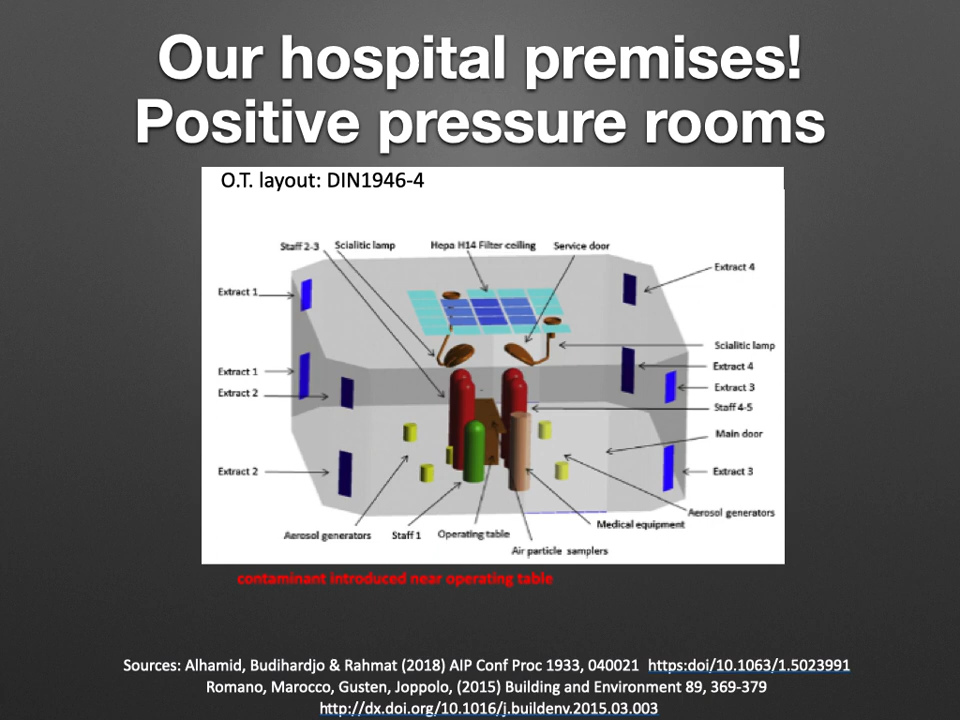 Our hospital premises!
Positive pressure rooms
O.T. layout: DIN1946-4
Staff 2-3 Scialitic lamp Hepa H14 Filter ceilling Service door
Extract 4
Extract 1
Scialitic lamp
Extract 1
Extract 4
Extract 2
Extract 3
Staff 4-5
Main door
Extract 2
Extract 3
Aerosol generators
Medical equipment
Aerosol generators Staff 1 Operating table
Air particle samplers
contaminant introduced near operating table
Sources: Alhamid, Budihardjo & Rahmat (2018) AIP Conf Proc 1933, 040021 https:doi/10.1063/1.5023991
Romano, Marocco, Gusten, Joppolo, (2015) Building and Environment 89, 369-379
http://dx.doi.org/10.1016/j.buildenv.2015.03.003